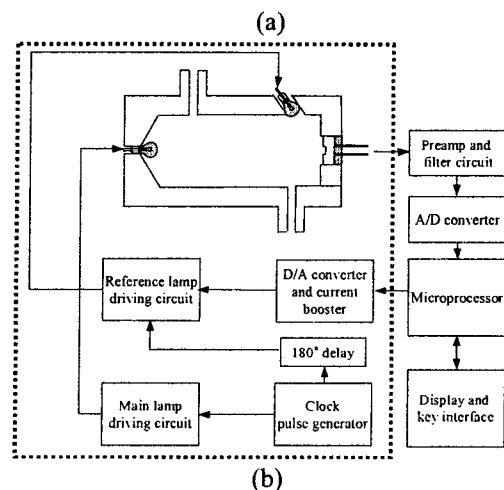 (a)
Preamp and
filter circuit
A/D converter
Reference lamp
driving circuit
D/A converter
and current
booster
Microprocessor
180° delay
Main lamp
driving circuit
Clock
pulse generator
Display and
key interface
(b)